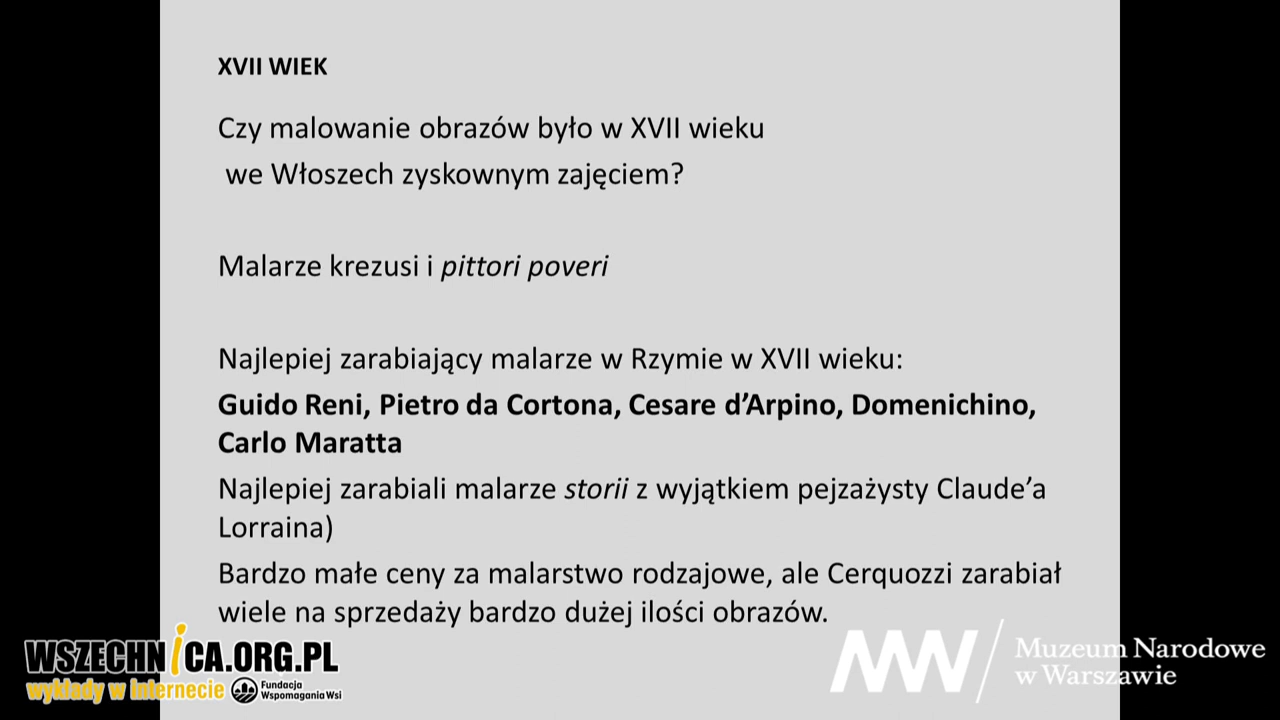 XVII WIEK
Czy malowanie obrazów było w XVII wieku
we Włoszech zyskownym zajęciem?
Malarze krezusi i pittori poveri
Najlepiej zarabiający malarze w Rzymie w XVII wieku:
Guido Reni, Pietro da Cortona, Cesare d’Arpino, Domenichino,
Carlo Maratta
Najlepiej zarabiali malarze storii z wyjątkiem pejzażysty Claude’a
Lorraina)
Bardzo małe ceny za malarstwo rodzajowe, ale Cerquozzi zarabiał
wiele na sprzedaży bardzo dużej ilości obrazów.
WSZECHNICA.ORG.PL
wykłady w internecie
Fundacja
Wspomagania Wsi
MNW
Muzeum Narodowe
w Warszawie